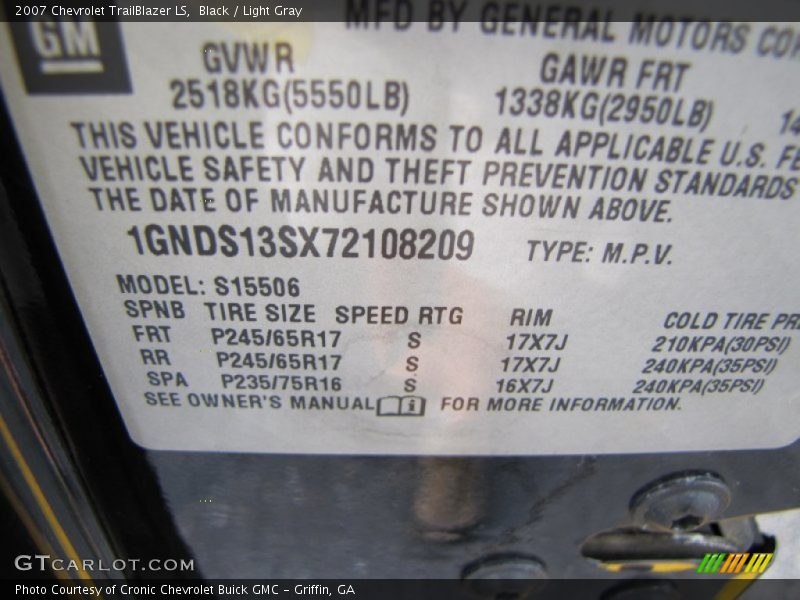 2007 Chevrolet TrailBlazer LS, Black / Light Gray
MFD BY GENERAL MOTORS
GM
GVWR GAWR FRT
2518KG(5550LB) 1338KG(2950LB)
THIS VEHICLE CONFORMS TO ALL APPLICABLE U.S.
VEHICLE SAFETY AND THEFT PREVENTION STANDARDS
THE DATE OF MANUFACTURE SHOWN ABOVE.
1GNDS13SX72108209 TYPE: M.P.V.
MODEL: S15506
SPNB TIRE SIZE SPEED RTG RIM COLD TIRE
FRT P245/65R17 S 17X7J 210KPA(30PSI)
RR P245/65R17 S 17X7J 240KPA(35PSI)
SPA P235/75R16 S 16X7J 240KPA(35PSI)
SEE OWNER'S MANUAL i FOR MORE INFORMATION.
GTCARLOT.COM
Photo Courtesy of Cronic Chevrolet Buick GMC - Griffin, GA